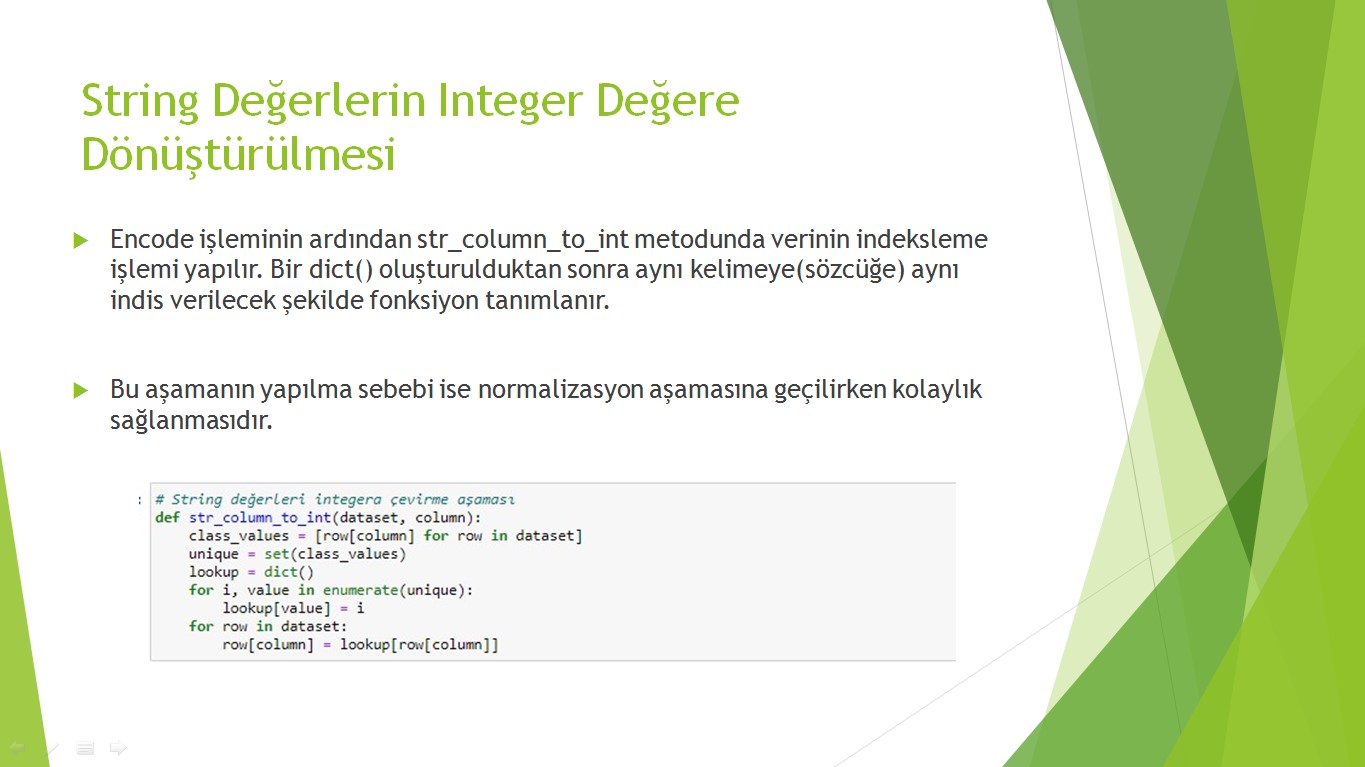 String Değerlerin Integer Değere
Dönüştürülmesi
Encode işleminin ardından str_column_to_int metodunda verinin indeksleme
işlemi yapılır. Bir dict() oluşturulduktan sonra aynı kelimeye(sözcüğe) aynı
indis verilecek şekilde fonksiyon tanımlanır.
Bu aşamanın yapılma sebebi ise normalizasyon aşamasına geçilirken kolaylık
sağlanmasıdır.
: # String değerleri integera çevirme aşaması
def str_column_to_int(dataset, column):
    class_values = [row[column] for row in dataset]
    unique = set(class_values)
    lookup = dict()
    for i, value in enumerate(unique):
        lookup[value] = i
    for row in dataset:
        row[column] = lookup[row[column]]